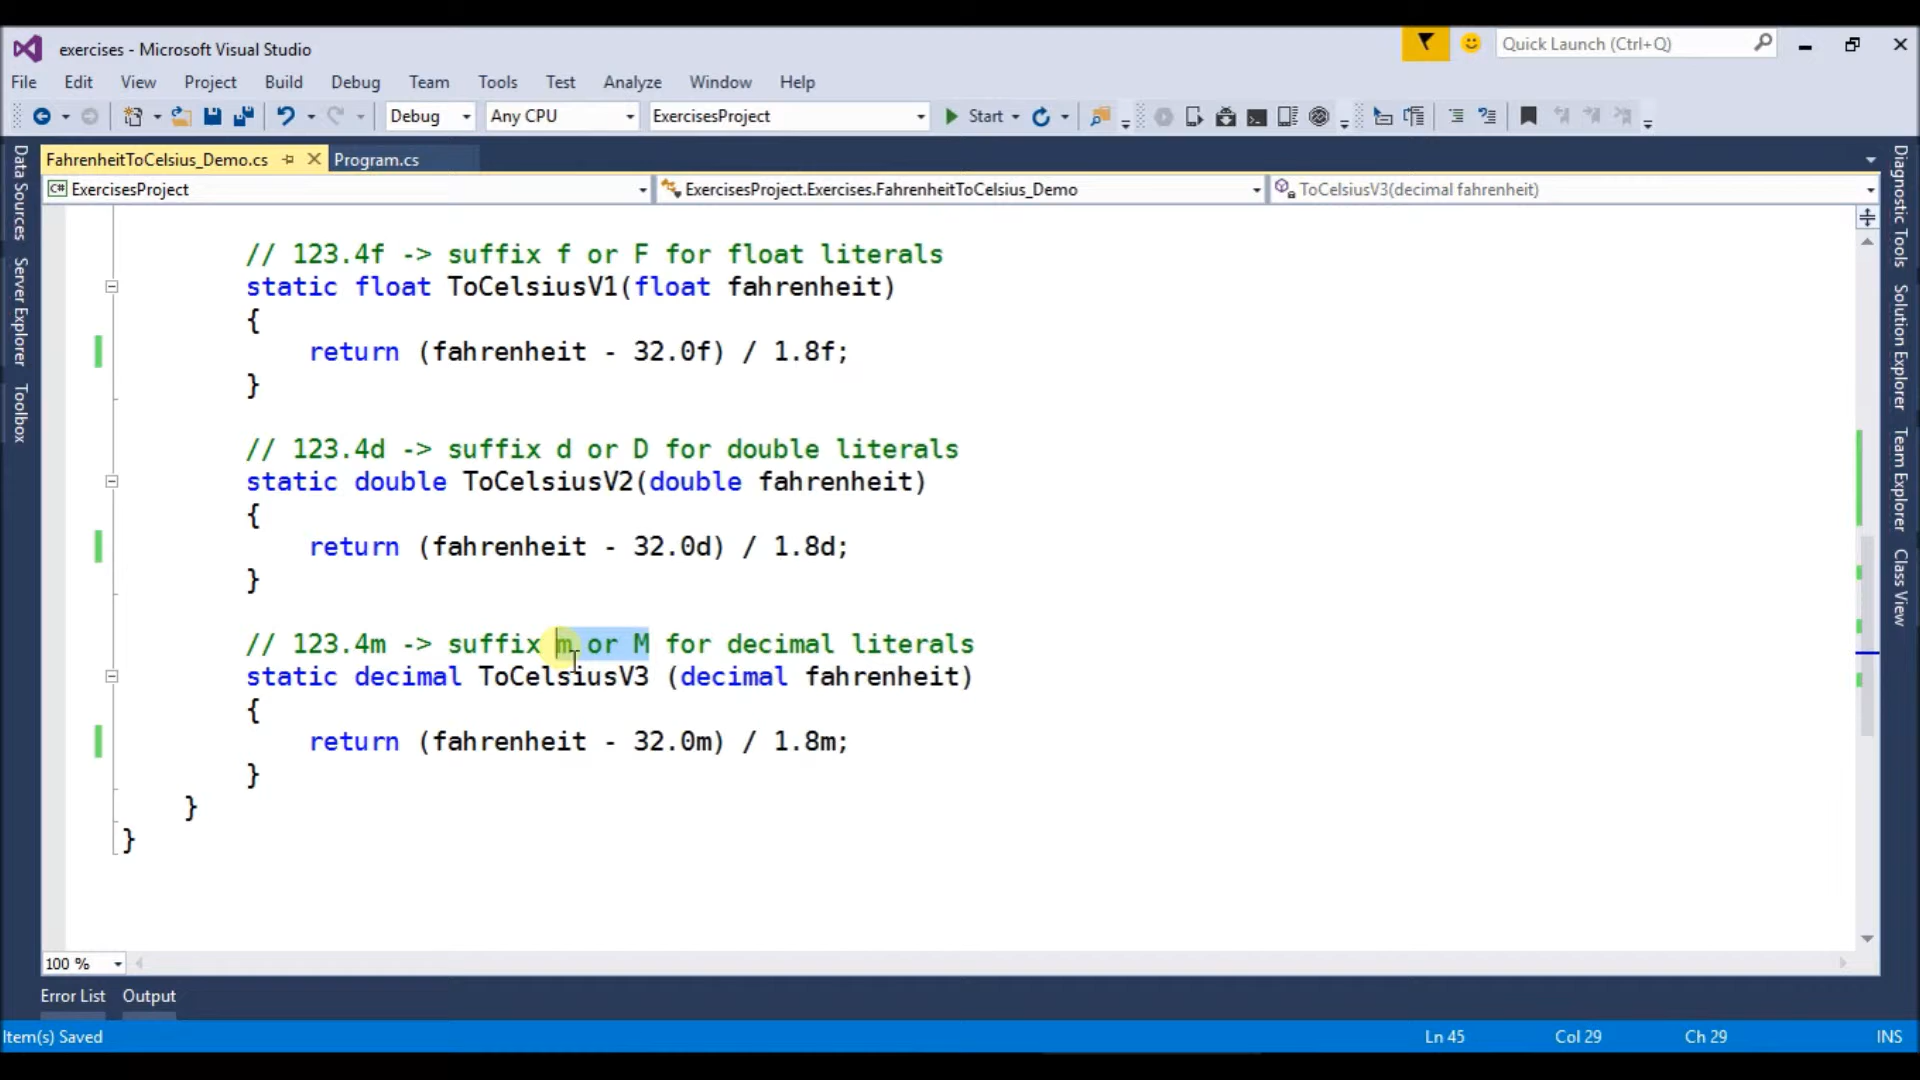 exercises - Microsoft Visual Studio
Quick Launch (Ctrl+Q)
File Edit View Project Build Debug Team Tools Test Analyze Window Help
Debug Any CPU ExercisesProject Start
FahrenheitToCelsius_Demo.cs Program.cs
C# ExercisesProject ExercisesProject.Exercises.FahrenheitToCelsius_Demo ToCelsiusV3(decimal fahrenheit)
Data Sources
Server Explorer
Toolbox
// 123.4f -> suffix f or F for float literals
static float ToCelsiusV1(float fahrenheit)
{
return (fahrenheit - 32.0f) / 1.8f;
}
// 123.4d -> suffix d or D for double literals
static double ToCelsiusV2(double fahrenheit)
{
return (fahrenheit - 32.0d) / 1.8d;
}
// 123.4m -> suffix m or M for decimal literals
static decimal ToCelsiusV3 (decimal fahrenheit)
{
return (fahrenheit - 32.0m) / 1.8m;
}
}
}
Diagnostic Tools
Solution Explorer
Team Explorer
Class View
100 %
Error List Output
Item(s) Saved Ln 45 Col 29 Ch 29 INS